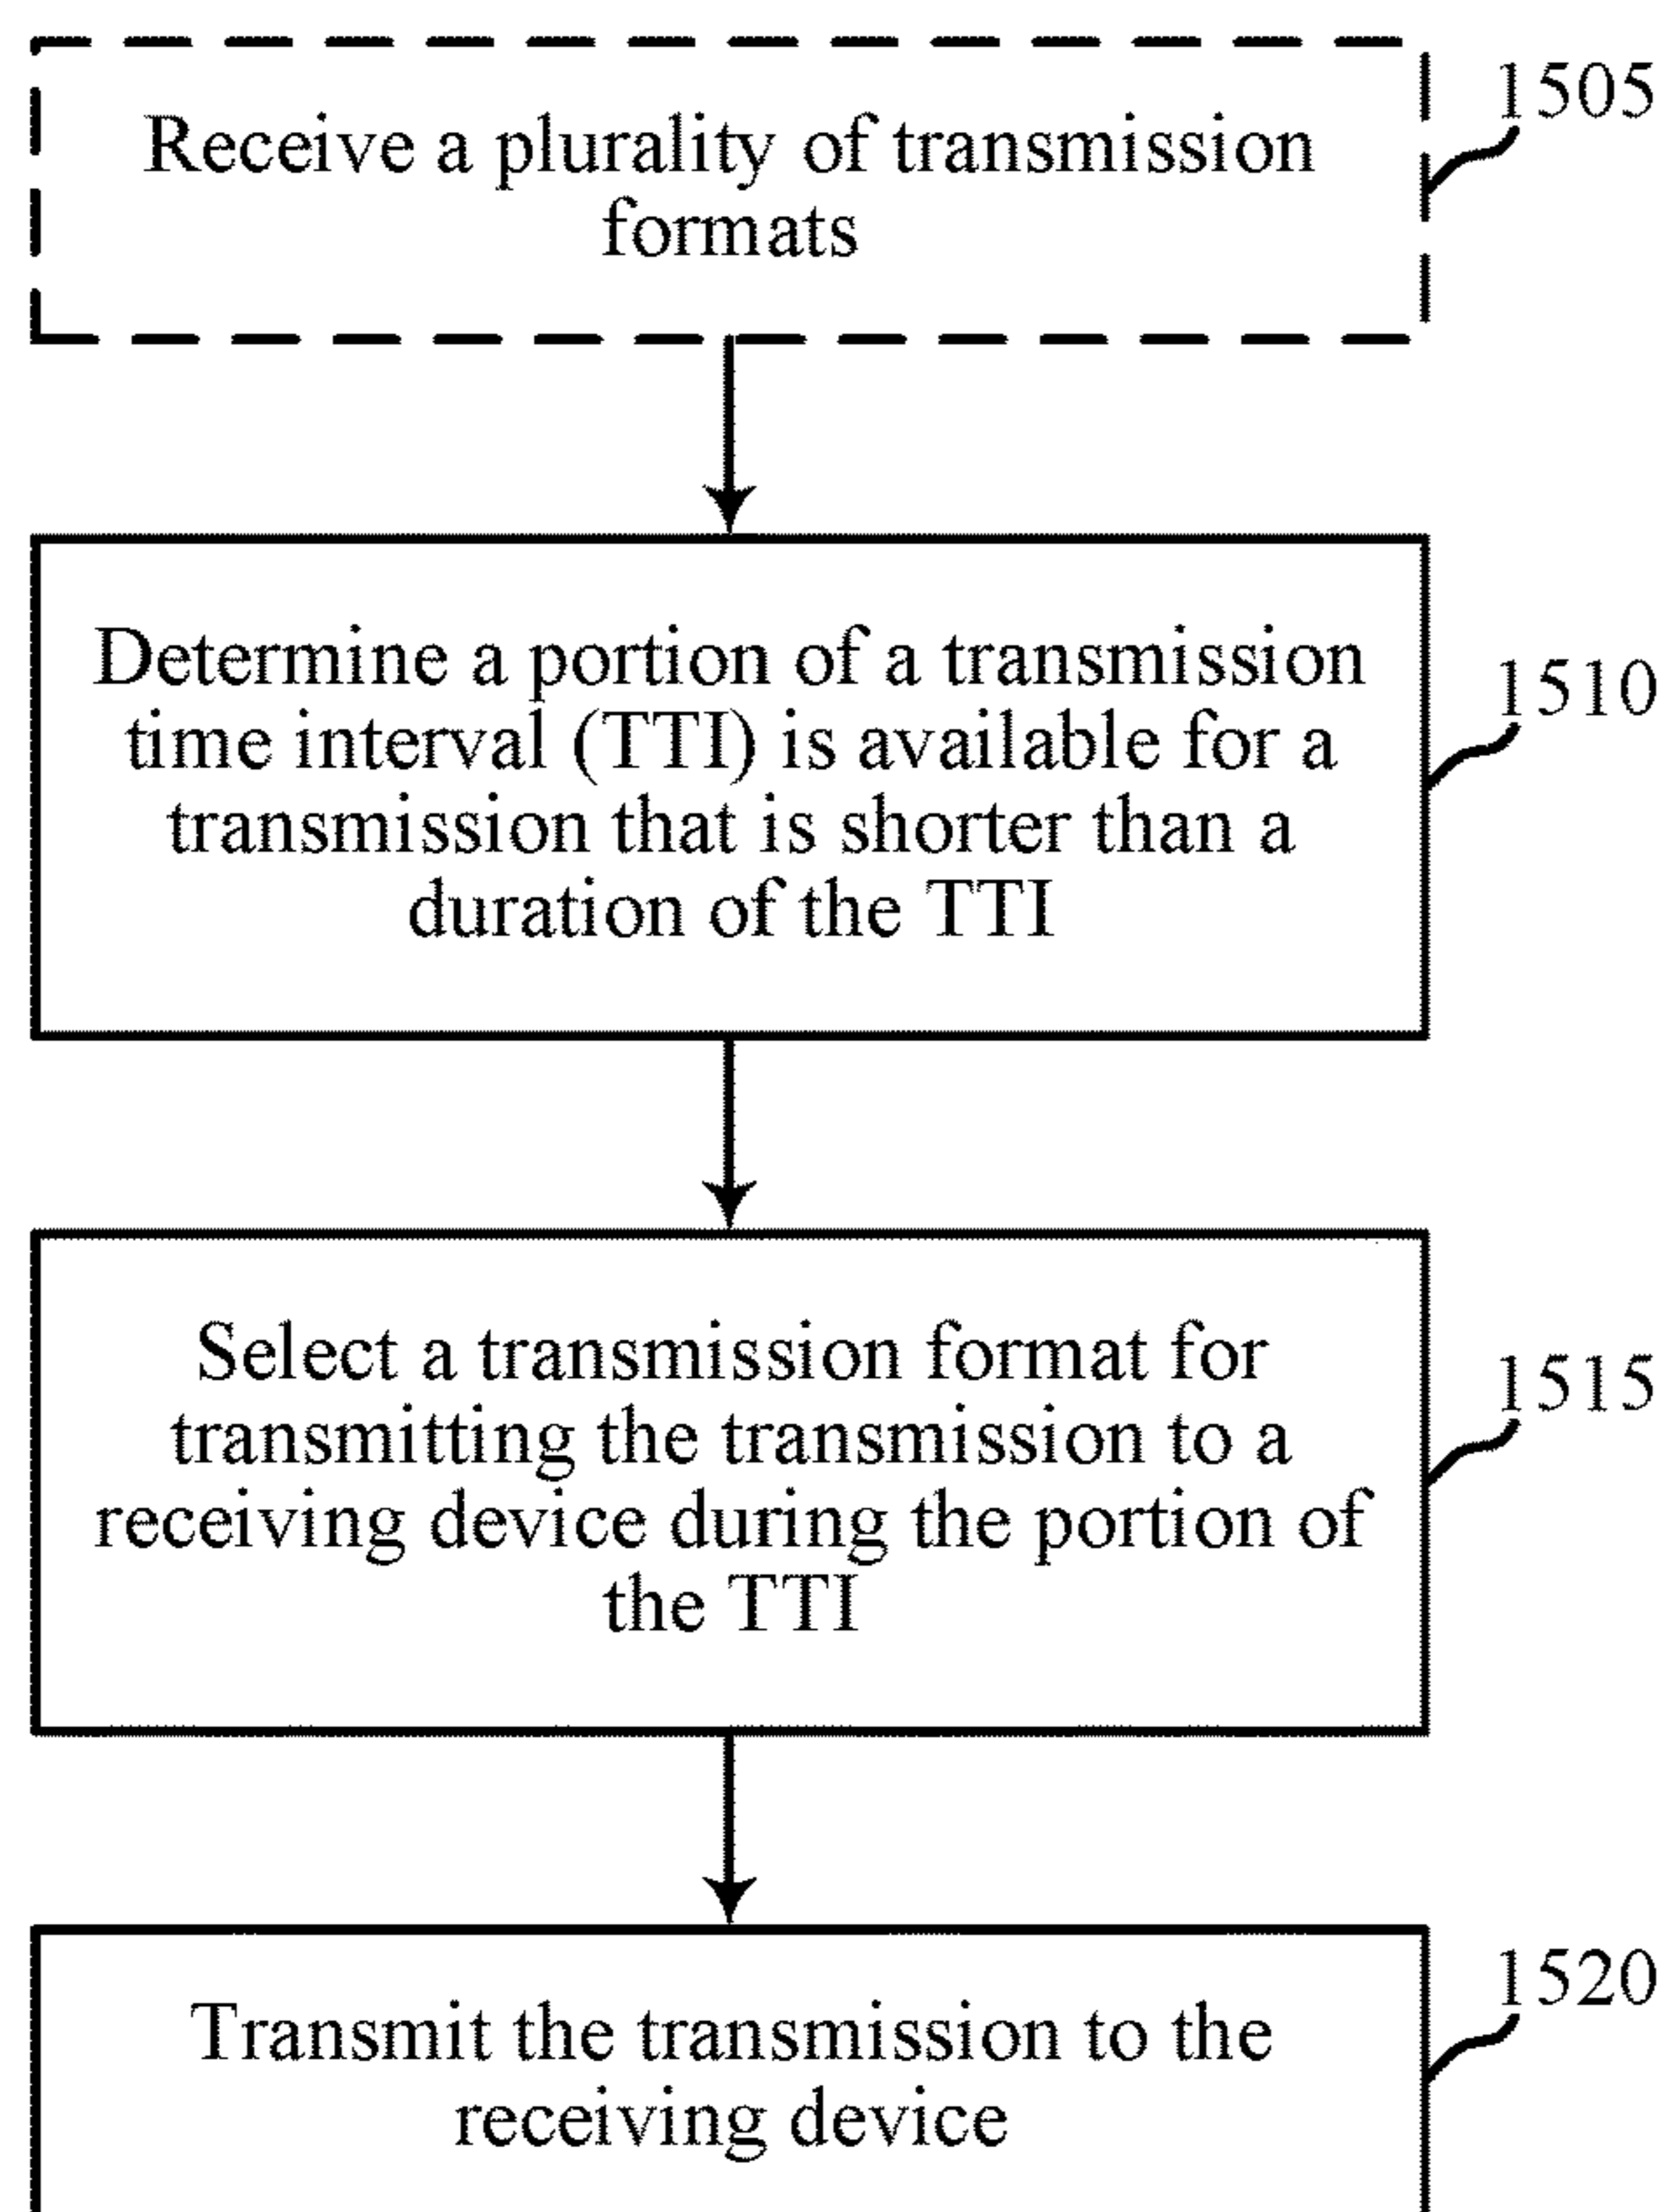 Receive a plurality of transmission
formats
1505
Determine a portion of a transmission
time interval (TTI) is available for a
transmission that is shorter than a
duration of the TTI
1510
Select a transmission format for
transmitting the transmission to a
receiving device during the portion of
the TTI
1515
Transmit the transmission to the
receiving device
1520